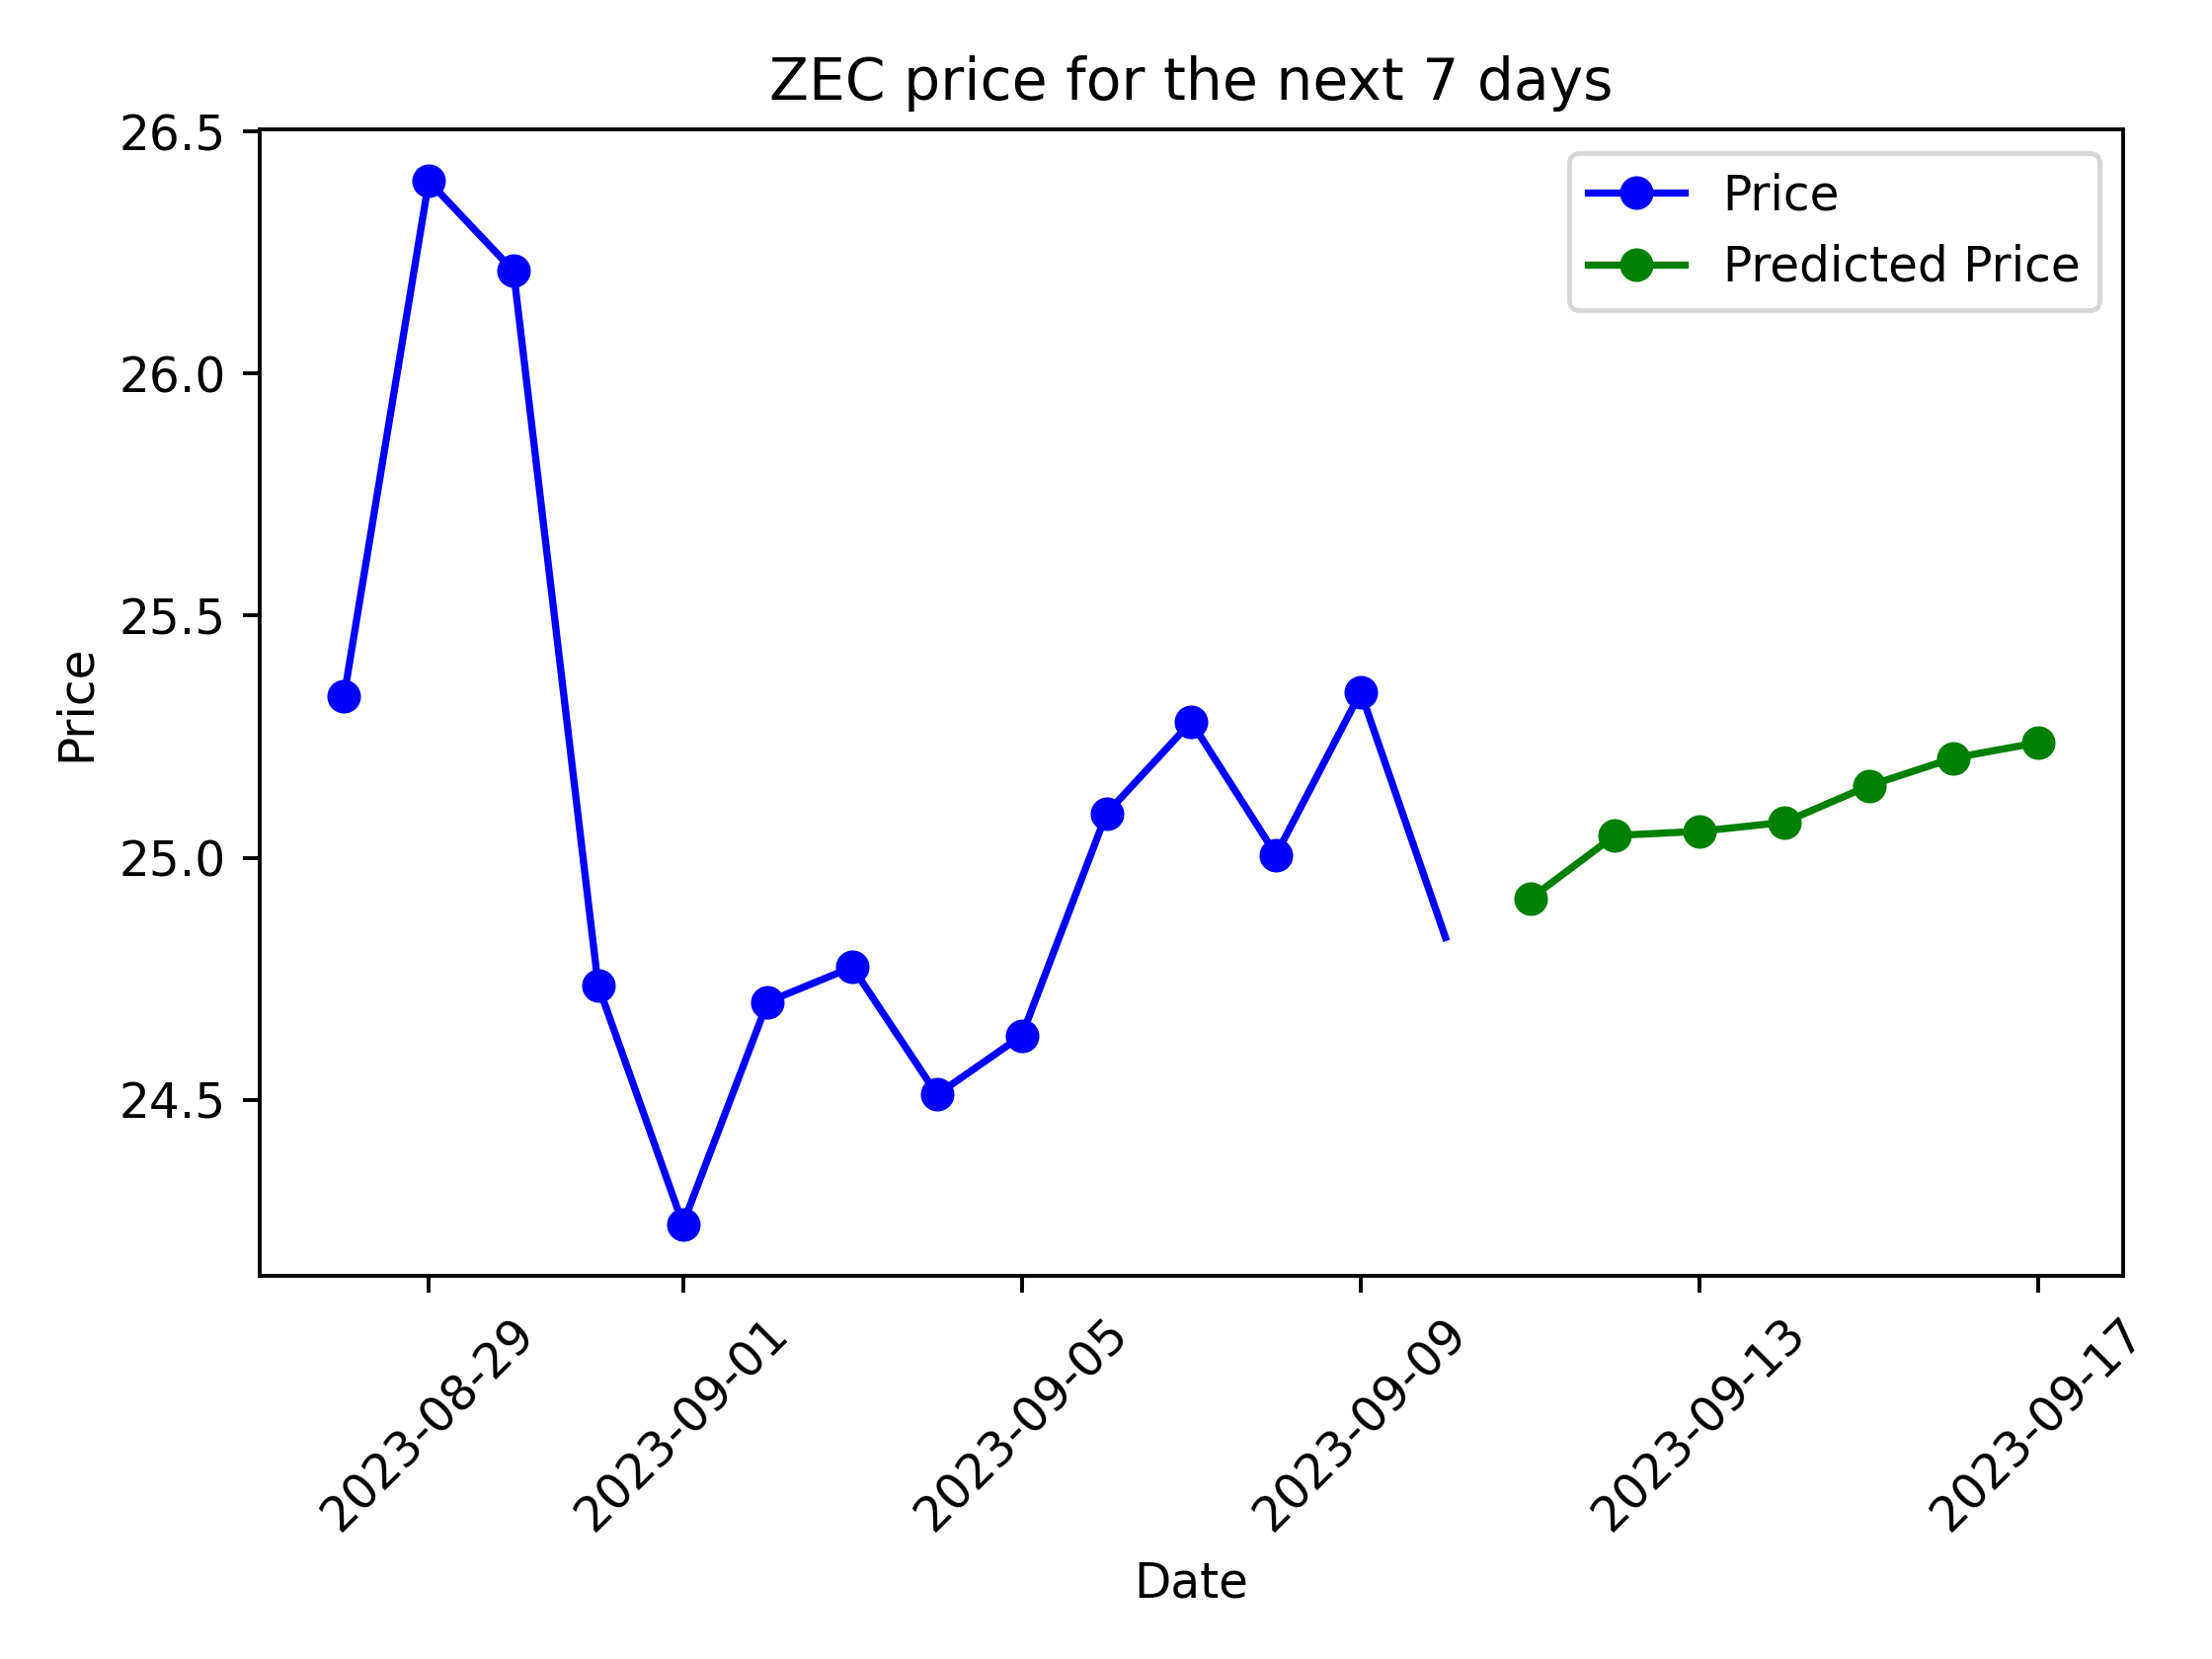 ZEC price for the next 7 days
Price
Predicted Price
26.5
26.0
25.5
25.0
24.5
Price
2023-08-29
2023-09-01
2023-09-05
2023-09-09
2023-09-13
2023-09-17
Date